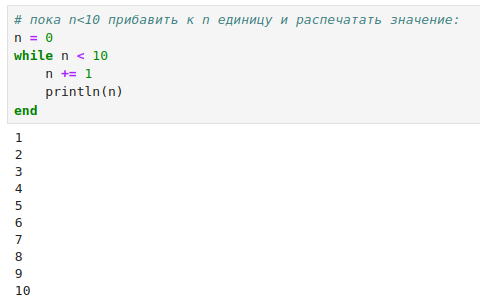 # пока n<10 прибавить к n единицу и распечатать значение:
n = 0
while n < 10
    n += 1
    println(n)
end
1
2
3
4
5
6
7
8
9
10